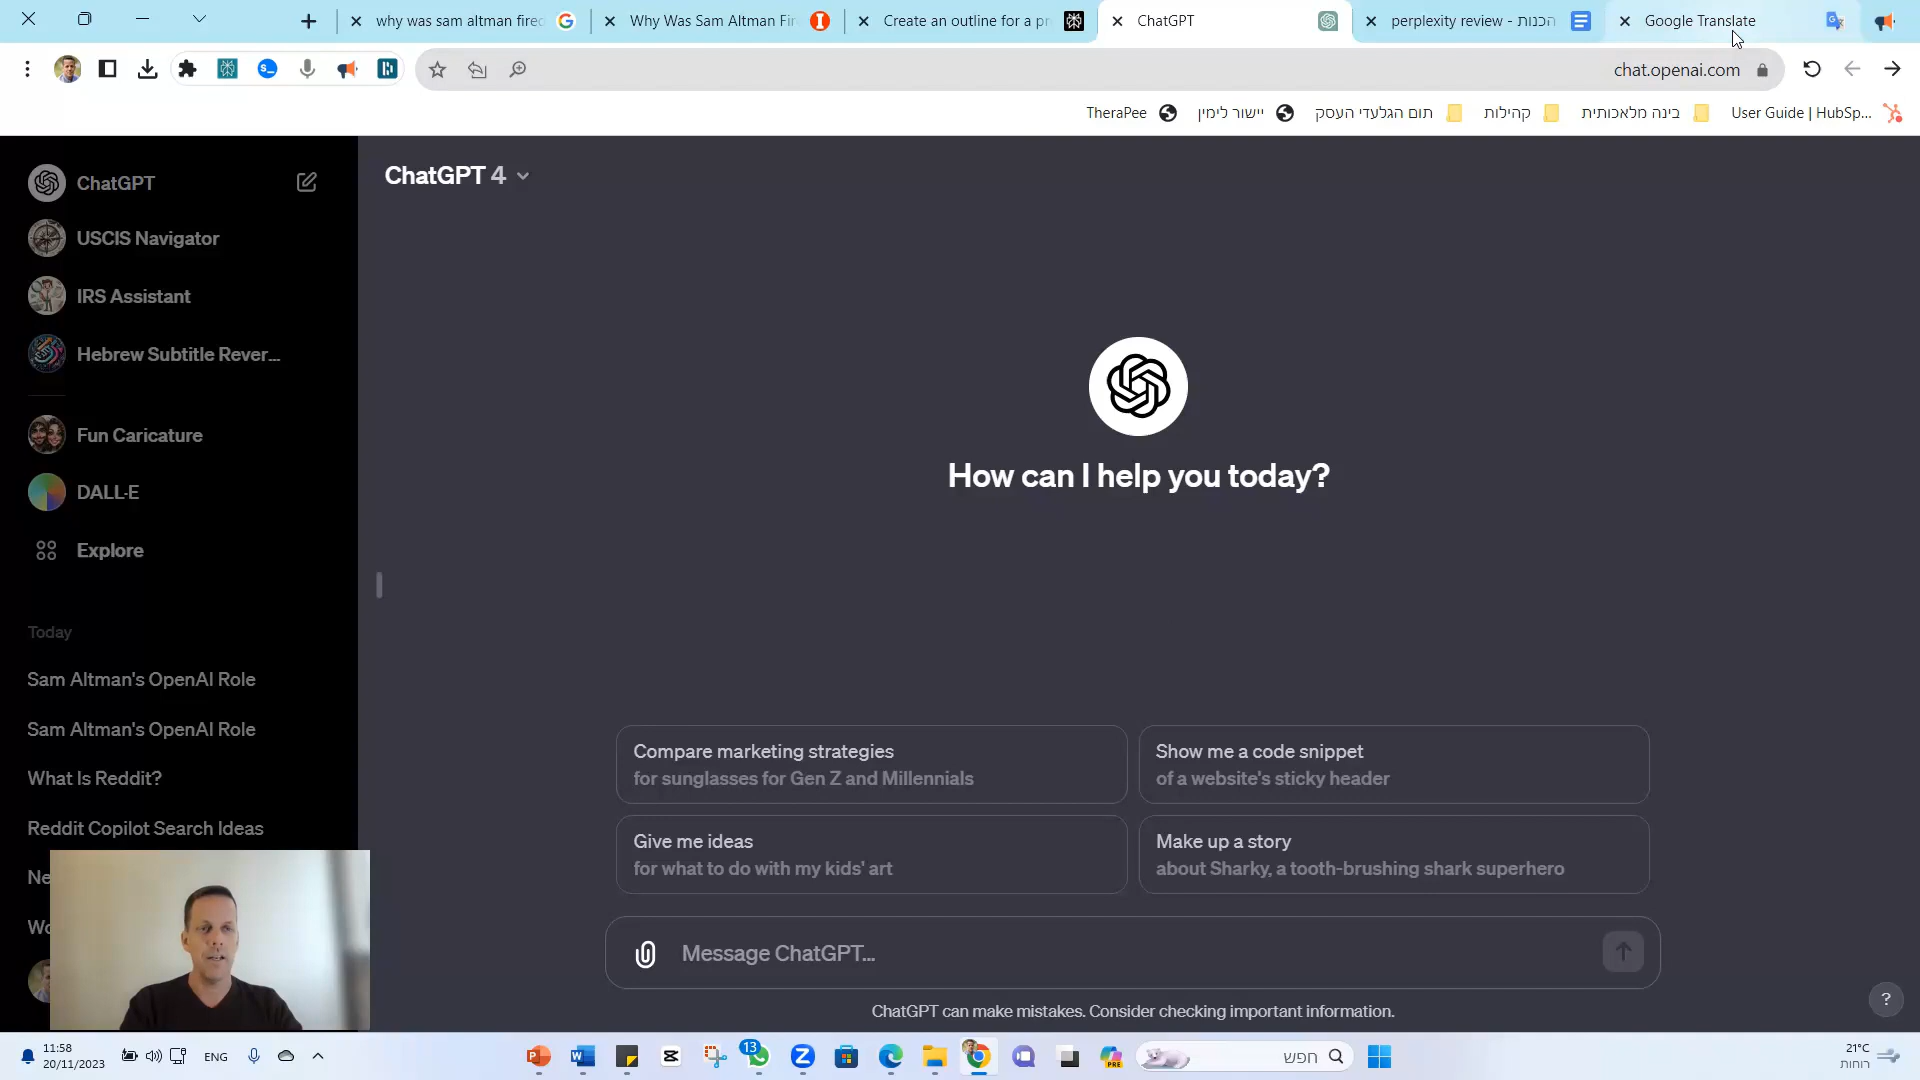 why was sam altman fired
Why Was Sam Altman Fir
Create an outline for a pr
ChatGPT
perplexity review - הכנות
Google Translate
chat.openai.com
TheraPee
יישור לימין
תום הגלעדי העסק
קהילות
בינה מלאכותית
User Guide | HubSp...
ChatGPT
USCIS Navigator
IRS Assistant
Hebrew Subtitle Rever...
Fun Caricature
DALL·E
Explore
Today
Sam Altman's OpenAI Role
Sam Altman's OpenAI Role
What Is Reddit?
Reddit Copilot Search Ideas
Ne
Wo
ChatGPT 4
How can I help you today?
Compare marketing strategies
for sunglasses for Gen Z and Millennials
Show me a code snippet
of a website's sticky header
Give me ideas
for what to do with my kids' art
Make up a story
about Sharky, a tooth-brushing shark superhero
Message ChatGPT...
ChatGPT can make mistakes. Consider checking important information.
?
11:58
20/11/2023
ENG
13
PRE
חפש
21°C
רוחות